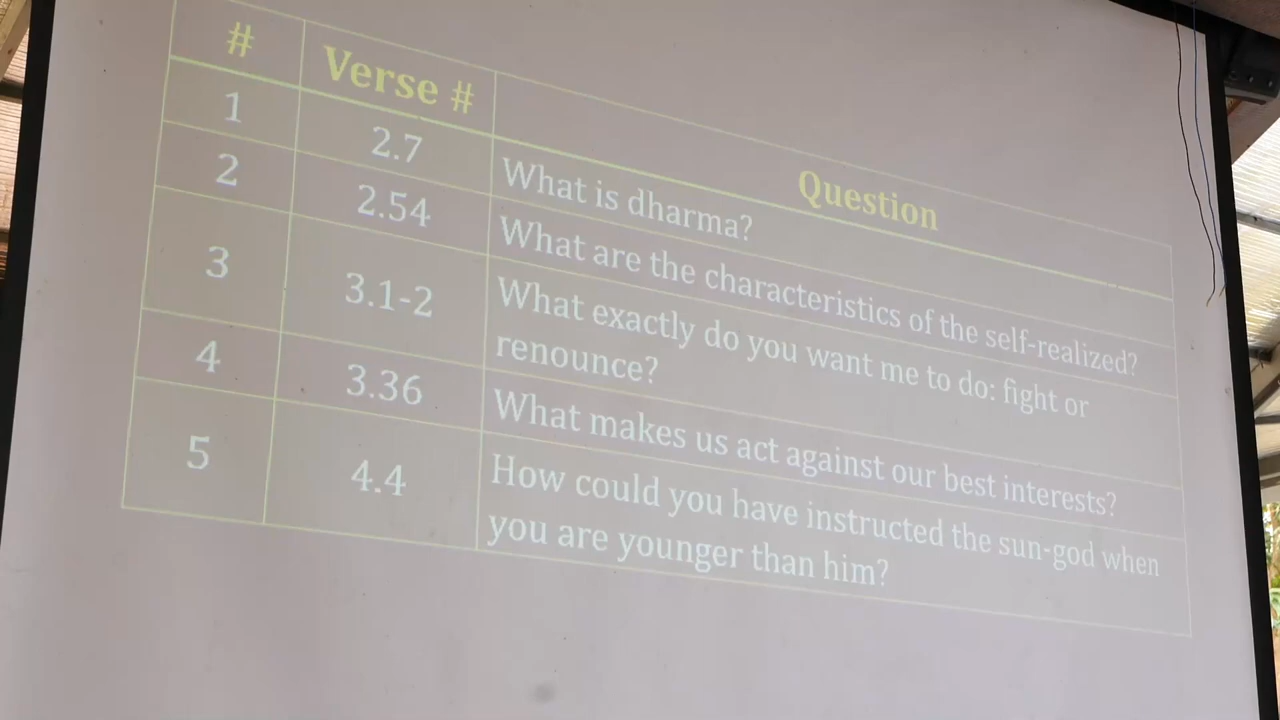 # Verse # Question
1 2.7 What is dharma?
2 2.54 What are the characteristics of the self-realized?
3 3.1-2 What exactly do you want me to do: fight or
renounce?
4 3.36 What makes us act against our best interests?
5 4.4 How could you have instructed the sun-god when
you are younger than him?